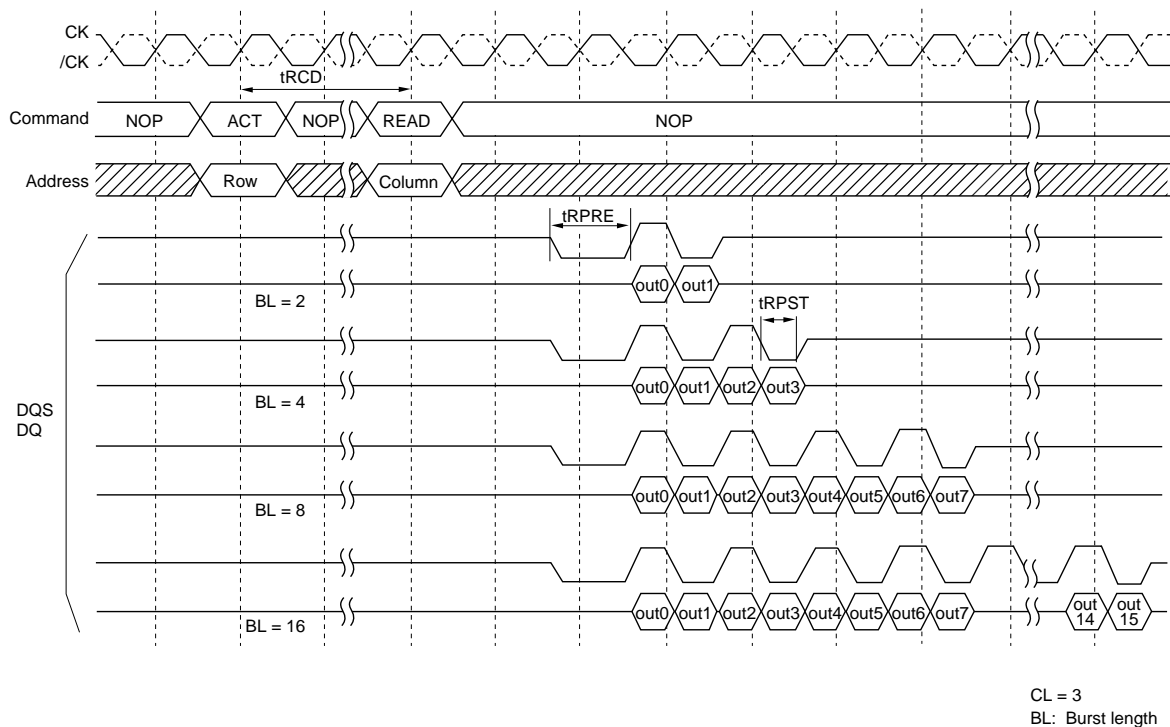 CK
/CK
tRCD
Command NOP ACT NOP READ NOP
Address Row Column
tRPRE
out0 out1
BL = 2
tRPST
out0 out1 out2 out3
BL = 4
DQS
DQ
out0 out1 out2 out3 out4 out5 out6 out7
BL = 8
out0 out1 out2 out3 out4 out5 out6 out7 out 14 out 15
BL = 16
CL = 3
BL: Burst length